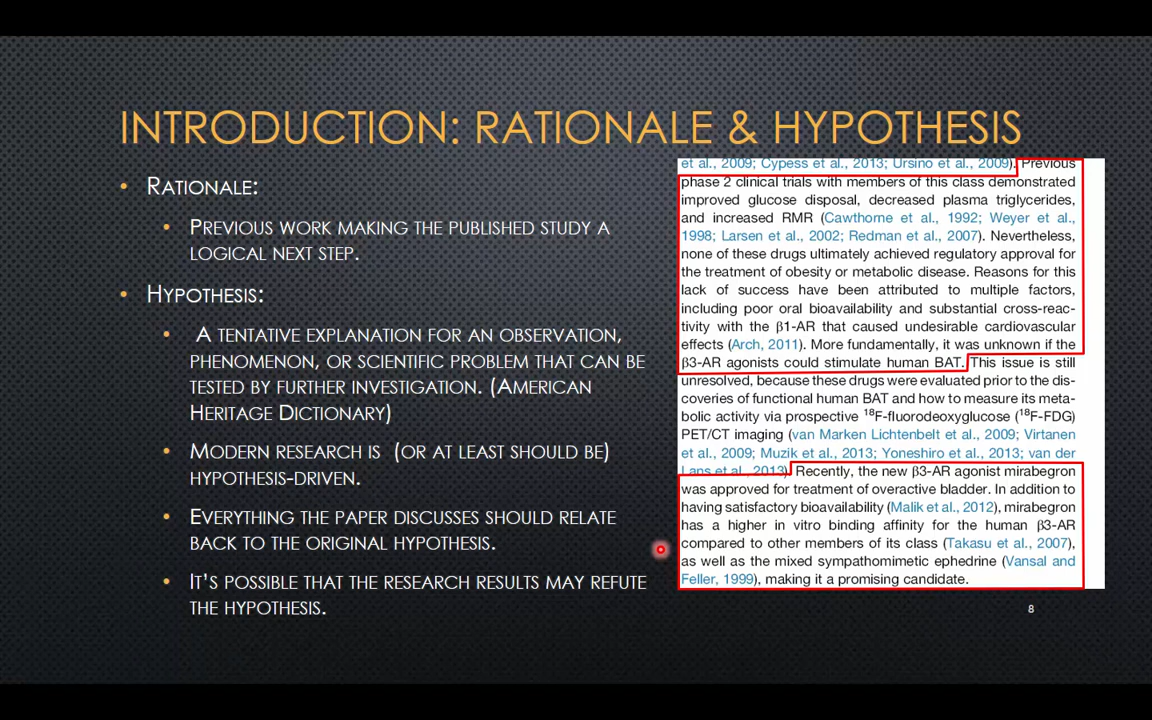 INTRODUCTION: RATIONALE & HYPOTHESIS
• RATIONALE:
• PREVIOUS WORK MAKING THE PUBLISHED STUDY A
LOGICAL NEXT STEP.
• HYPOTHESIS:
• A TENTATIVE EXPLANATION FOR AN OBSERVATION,
PHENOMENON, OR SCIENTIFIC PROBLEM THAT CAN BE
TESTED BY FURTHER INVESTIGATION. (AMERICAN
HERITAGE DICTIONARY)
• MODERN RESEARCH IS (OR AT LEAST SHOULD BE)
HYPOTHESIS-DRIVEN.
• EVERYTHING THE PAPER DISCUSSES SHOULD RELATE
BACK TO THE ORIGINAL HYPOTHESIS.
• IT'S POSSIBLE THAT THE RESEARCH RESULTS MAY REFUTE
THE HYPOTHESIS.
et al., 2009; Cypess et al., 2013; Ursino et al., 2009). Previous
phase 2 clinical trials with members of this class demonstrated
improved glucose disposal, decreased plasma triglycerides,
and increased RMR (Cawthorne et al., 1992; Weyer et al.,
1998; Larsen et al., 2002; Redman et al., 2007). Nevertheless,
none of these drugs ultimately achieved regulatory approval for
the treatment of obesity or metabolic disease. Reasons for this
lack of success have been attributed to multiple factors,
including poor oral bioavailability and substantial cross-reac-
tivity with the β1-AR that caused undesirable cardiovascular
effects (Arch, 2011). More fundamentally, it was unknown if the
β3-AR agonists could stimulate human BAT. This issue is still
unresolved, because these drugs were evaluated prior to the dis-
coveries of functional human BAT and how to measure its meta-
bolic activity via prospective ¹⁸F-fluorodeoxyglucose (¹⁸F-FDG)
PET/CT imaging (van Marken Lichtenbelt et al., 2009; Virtanen
et al., 2009; Muzik et al., 2013; Yoneshiro et al., 2013; van der
Lans et al., 2013). Recently, the new β3-AR agonist mirabegron
was approved for treatment of overactive bladder. In addition to
having satisfactory bioavailability (Malik et al., 2012), mirabegron
has a higher in vitro binding affinity for the human β3-AR
compared to other members of its class (Takasu et al., 2007),
as well as the mixed sympathomimetic ephedrine (Vansal and
Feller, 1999), making it a promising candidate.
8